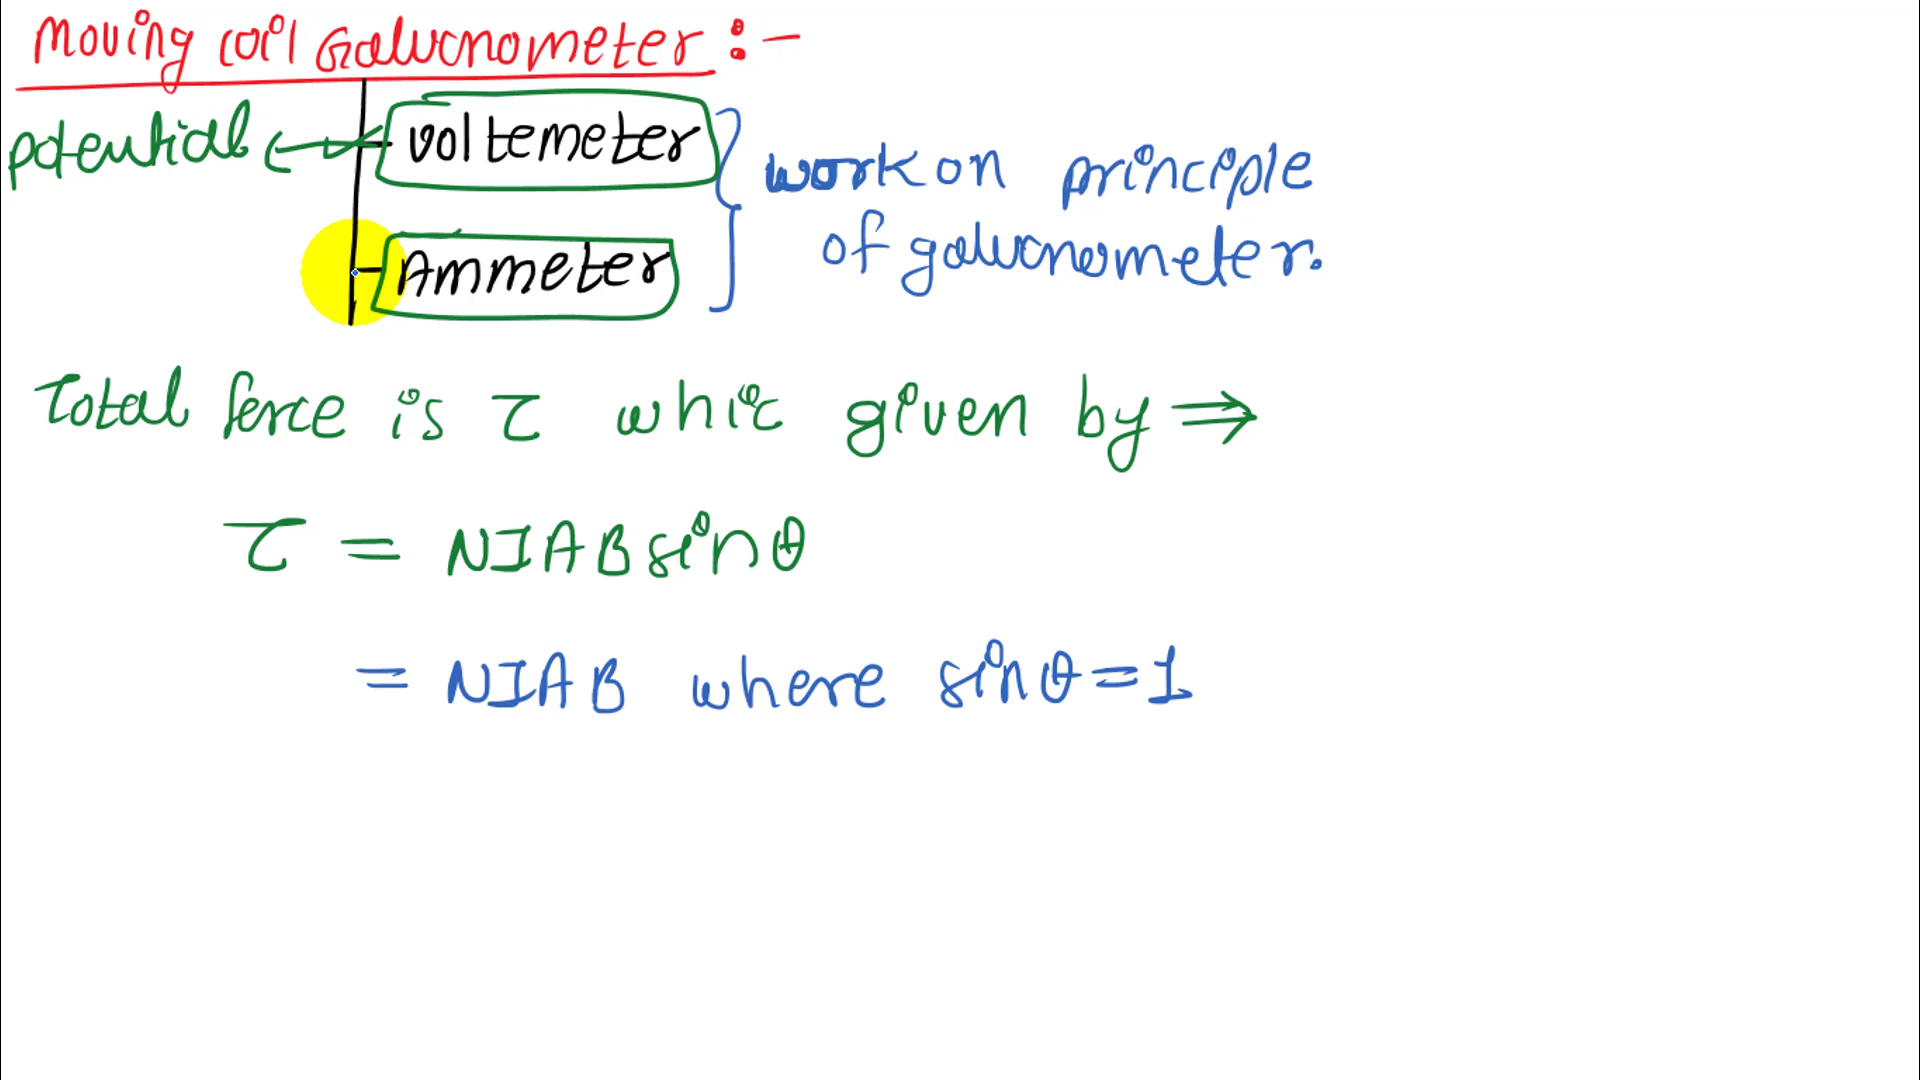 Moving coil Galvanometer :-
potential ← voltemeter
work on principle
of galvanometer.
Ammeter
Total force is τ whic given by ⇒
τ = NIAB sinθ
= NIAB where sinθ = 1